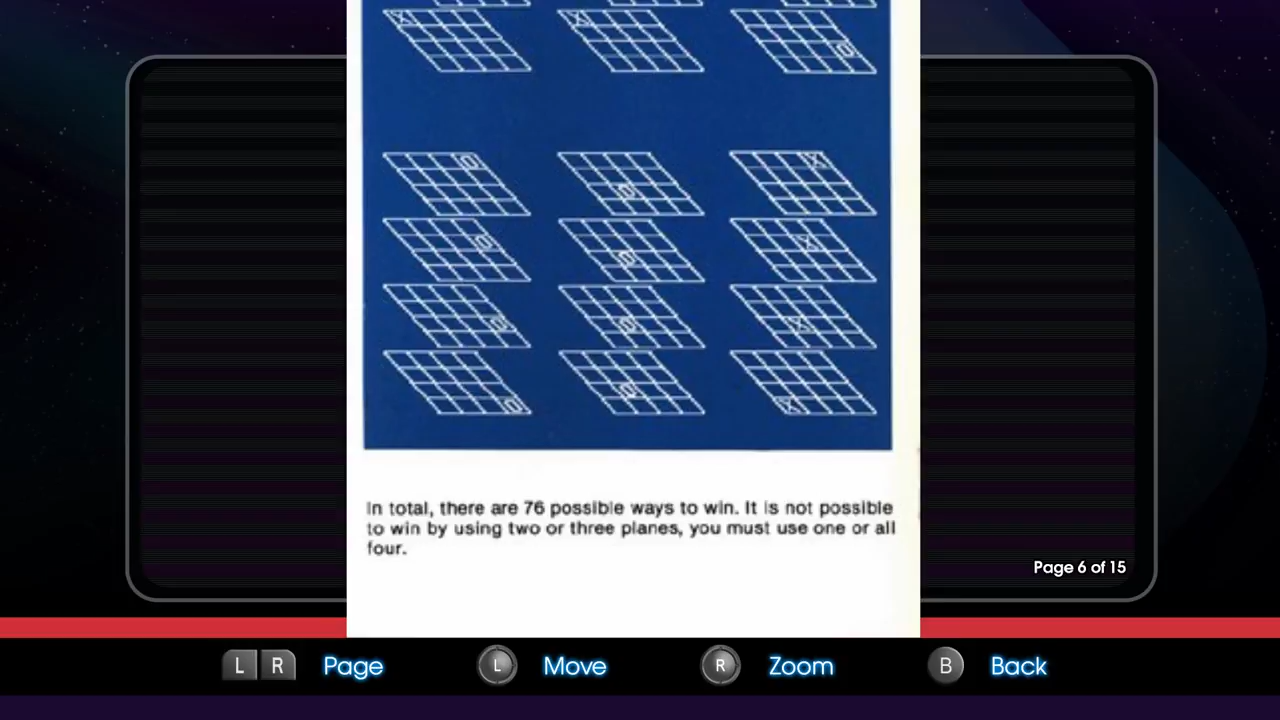 In total, there are 76 possible ways to win. It is not possible
to win by using two or three planes, you must use one or all
four.
Page 6 of 15
L R Page L Move R Zoom B Back